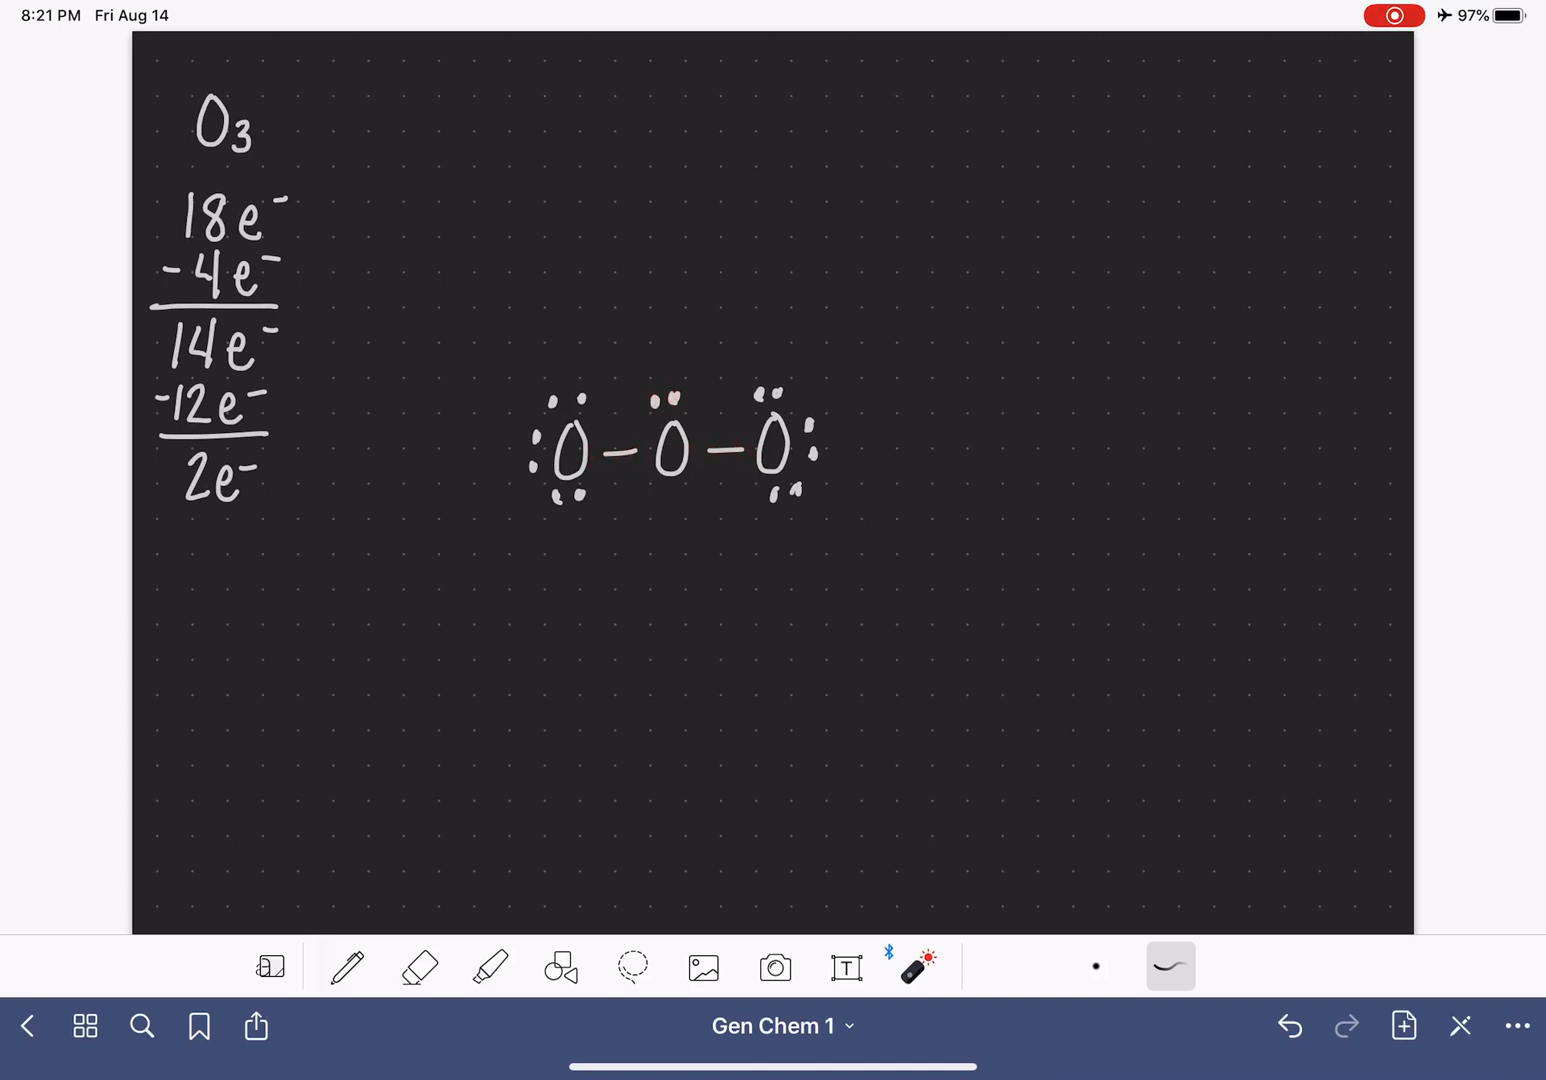 8:21 PM Fri Aug 14
97%
O₃
18e⁻
-4e⁻
14e⁻
-12e⁻
2e⁻
O-O-O
T
Gen Chem 1